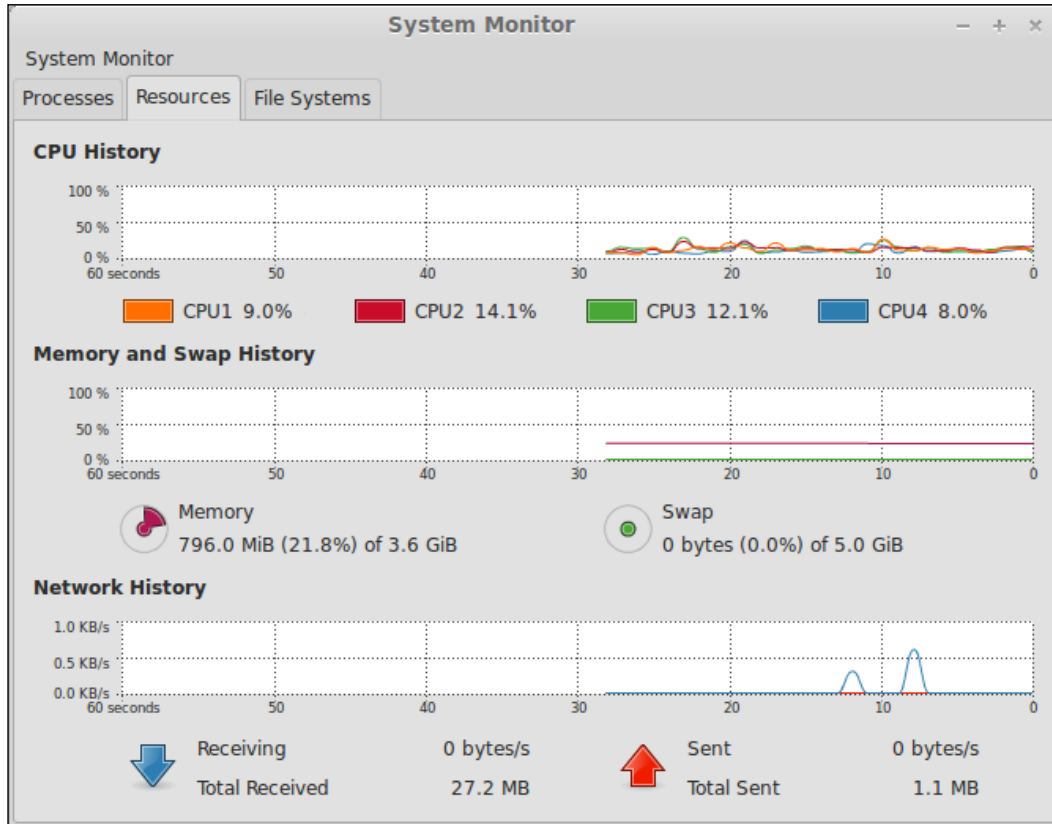 System Monitor
System Monitor
Processes Resources File Systems
CPU History
100 %
50 %
0 %
60 seconds 50 40 30 20 10 0
CPU1 9.0% CPU2 14.1% CPU3 12.1% CPU4 8.0%
Memory and Swap History
100 %
50 %
0 %
60 seconds 50 40 30 20 10 0
Memory Swap
796.0 MiB (21.8%) of 3.6 GiB 0 bytes (0.0%) of 5.0 GiB
Network History
1.0 KB/s
0.5 KB/s
0.0 KB/s
60 seconds 50 40 30 20 10 0
Receiving 0 bytes/s Sent 0 bytes/s
Total Received 27.2 MB Total Sent 1.1 MB